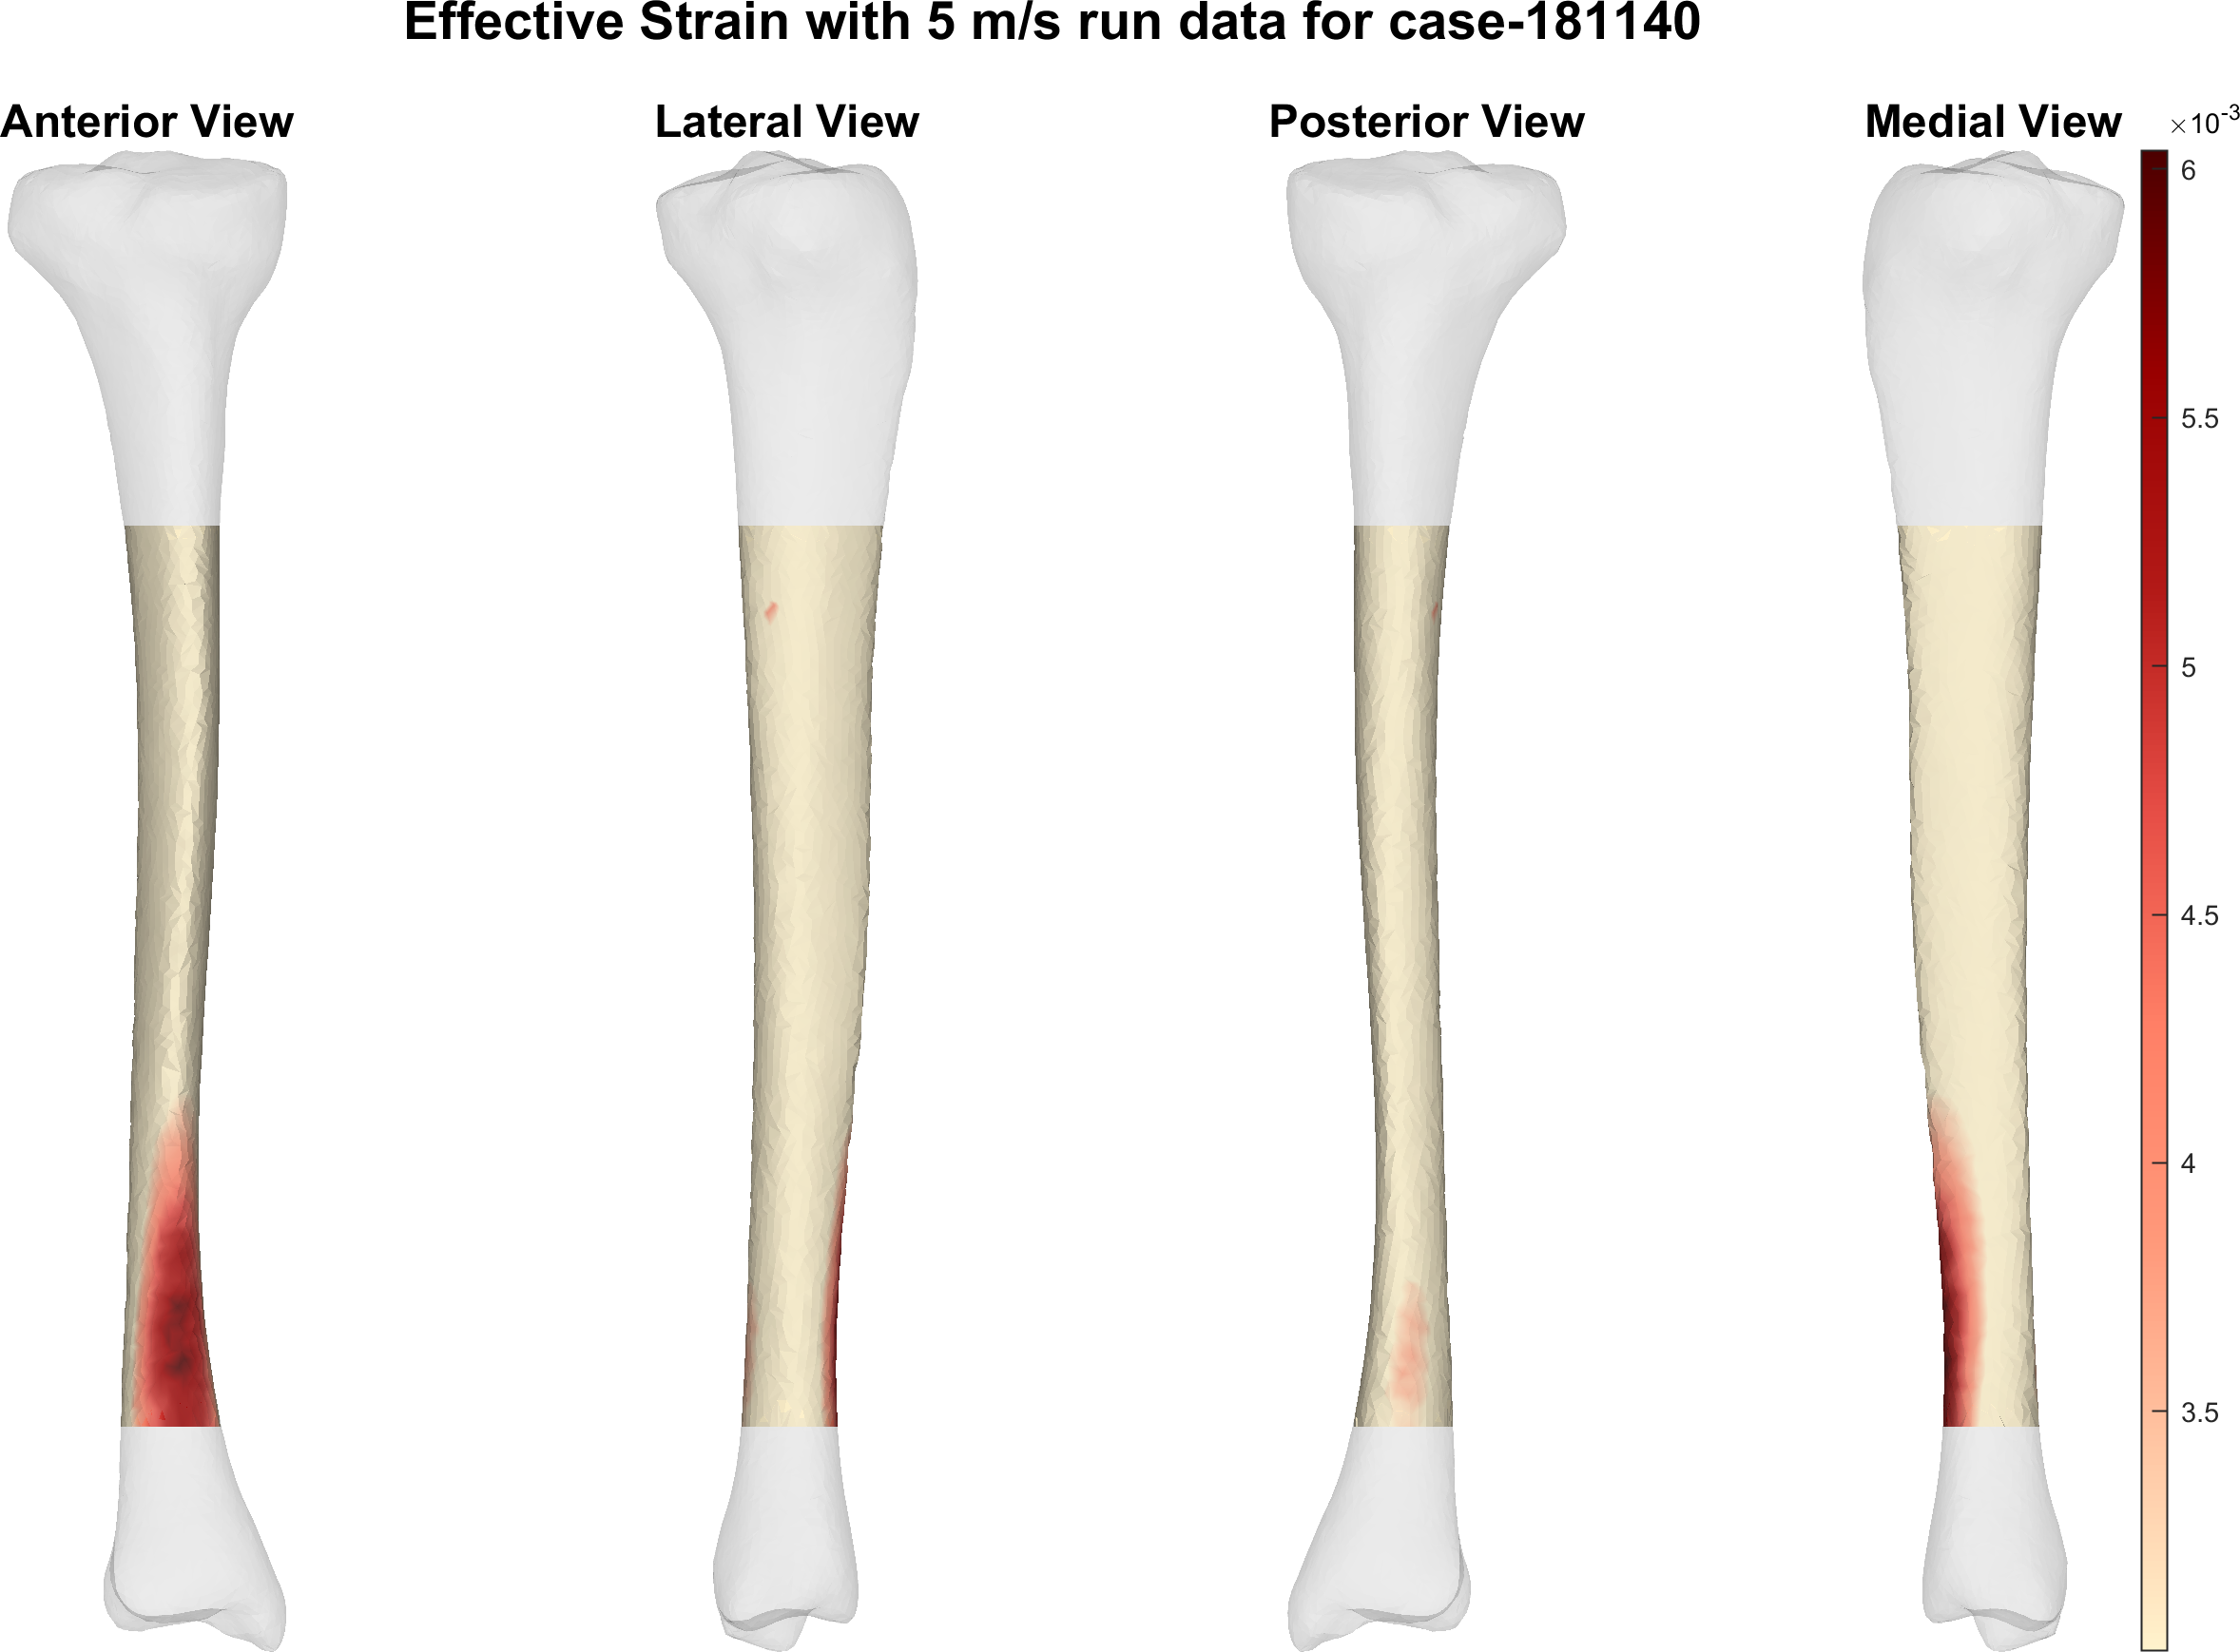 Effective Strain with 5 m/s run data for case-181140
Anterior View
Lateral View
Posterior View
Medial View
×10-3
6
5.5
5
4.5
4
3.5